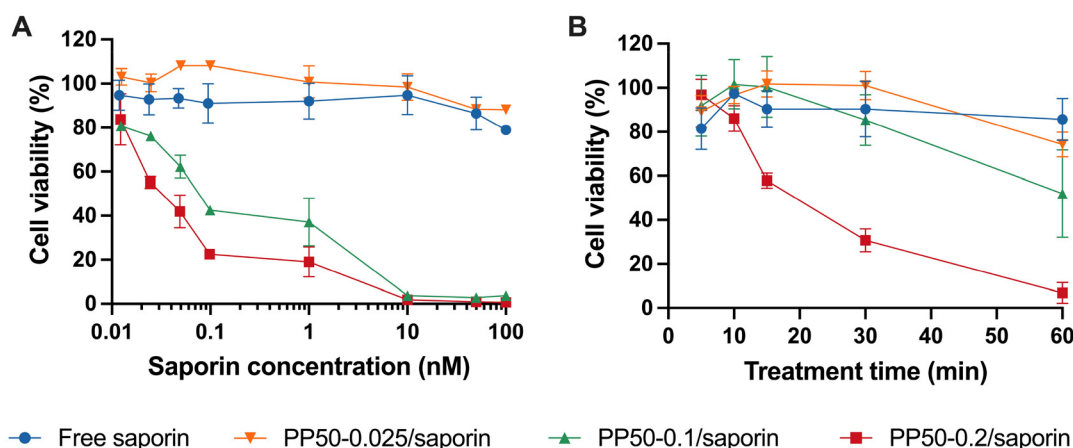 A
Cell viability (%)
120
100
80
60
40
20
0
0.01 0.1 1 10 100
Saporin concentration (nM)
B
Cell viability (%)
120
100
80
60
40
20
0
0 10 20 30 40 50 60
Treatment time (min)
Free saporin PP50-0.025/saporin PP50-0.1/saporin PP50-0.2/saporin